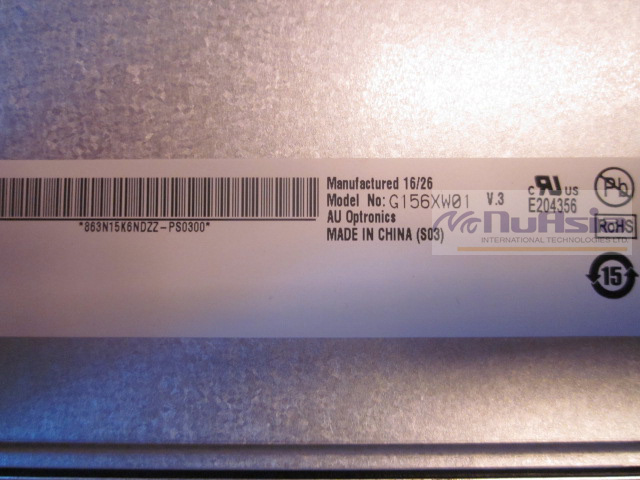 Manufactured 16/26
Model No: G156XW01 V.3
AU Optronics
MADE IN CHINA (S03)
*863N15K6NDZZ-PS0300*
C US
E204356
Pb
RoHS
15
NUAsia
INTERNATIONAL TECHNOLOGIES LTD.